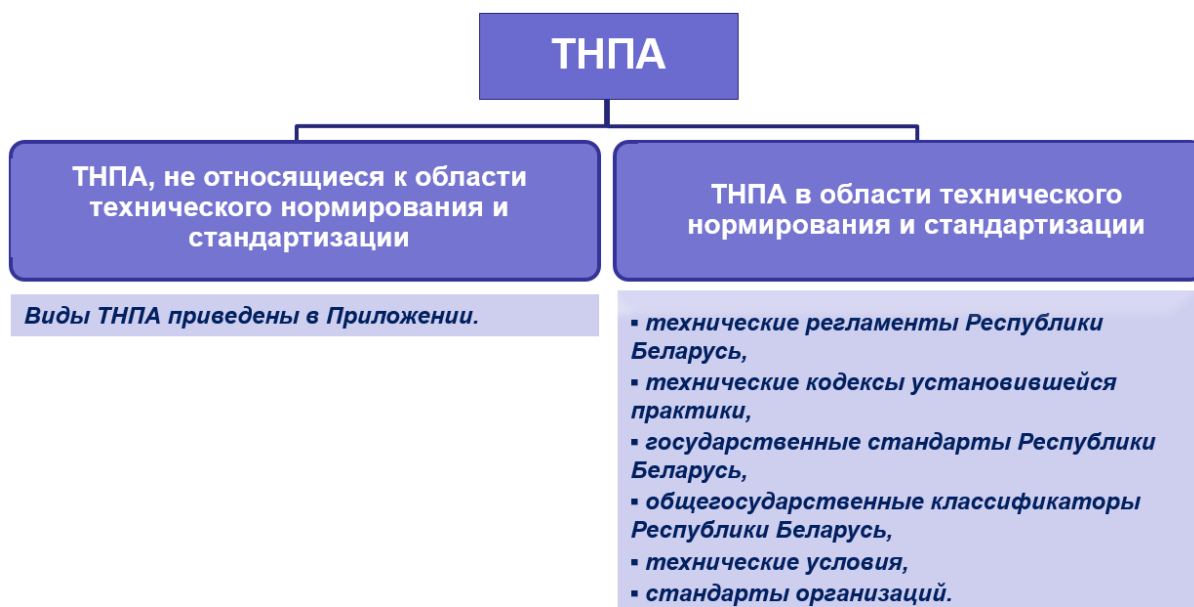 ТНПА
ТНПА, не относящиеся к области
технического нормирования и
стандартизации
ТНПА в области технического
нормирования и стандартизации
Виды ТНПА приведены в Приложении.
▪ технические регламенты Республики
Беларусь,
▪ технические кодексы установившейся
практики,
▪ государственные стандарты Республики
Беларусь,
▪ общегосударственные классификаторы
Республики Беларусь,
▪ технические условия,
▪ стандарты организаций.